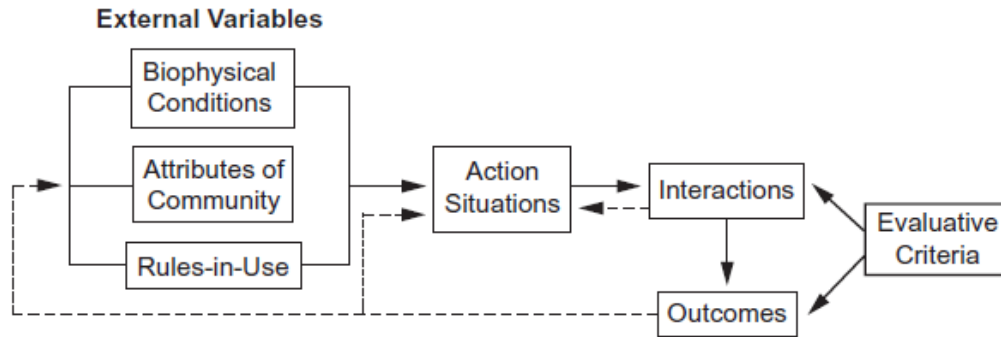 External Variables
Biophysical
Conditions
Attributes of
Community
Rules-in-Use
Action
Situations
Interactions
Outcomes
Evaluative
Criteria